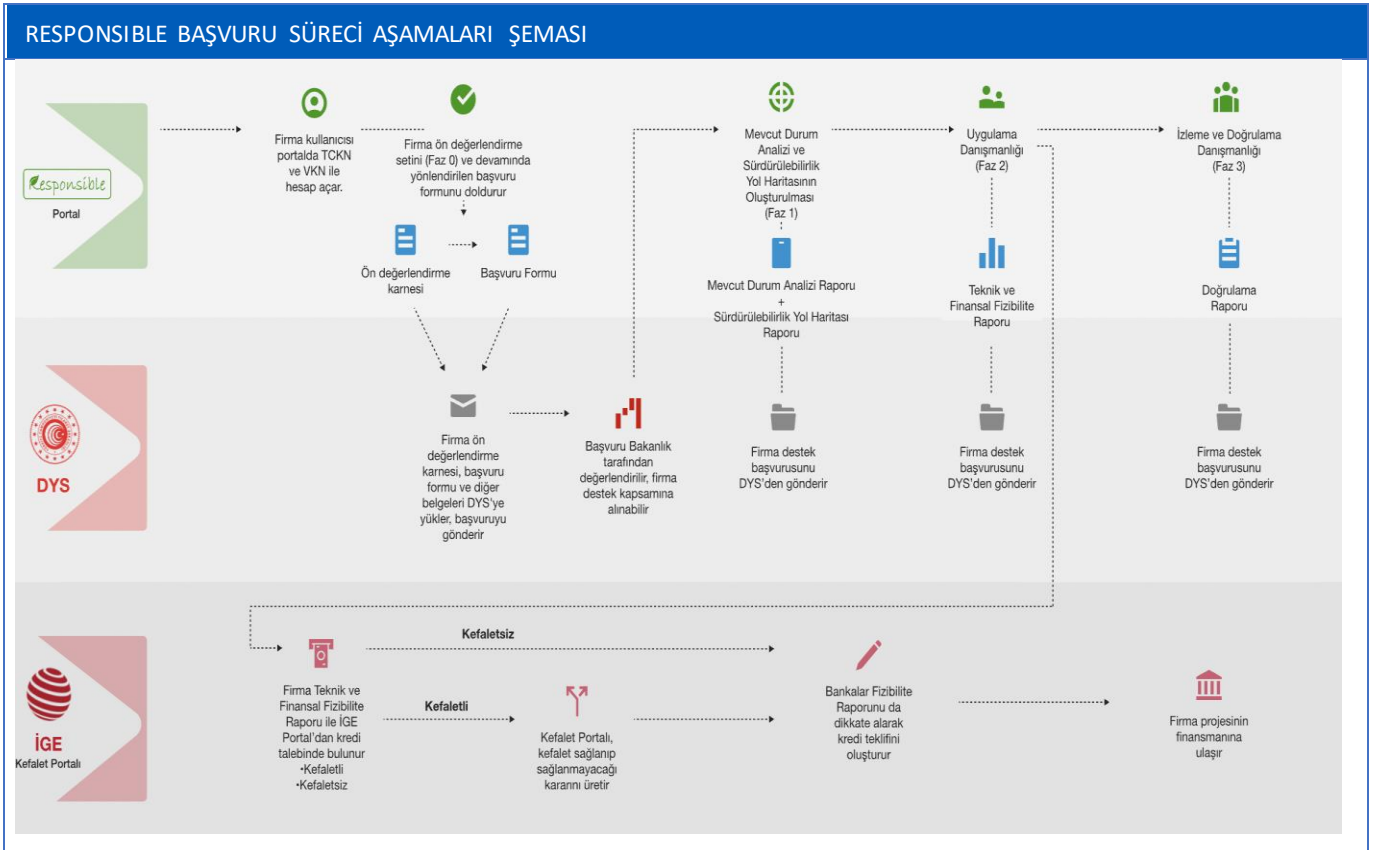 RESPONSIBLE BAŞVURU SÜRECİ AŞAMALARI ŞEMASI
Responsible
Portal
Firma kullanıcısı
portalda TCKN
ve VKN ile
hesap açar.
Firma ön değerlendirme
setini (Faz 0) ve devamında
yönlendirilen başvuru
formunu doldurur
Ön değerlendirme
karnesi
Başvuru Formu
Mevcut Durum
Analizi ve
Sürdürülebilirlik
Yol Haritasının
Oluşturulması
(Faz 1)
Mevcut Durum Analizi Raporu
+
Sürdürülebilirlik Yol Haritası
Raporu
Uygulama
Danışmanlığı
(Faz 2)
Teknik ve
Finansal Fizibilite
Raporu
İzleme ve Doğrulama
Danışmanlığı
(Faz 3)
Doğrulama
Raporu
DYS
Firma ön
değerlendirme
karnesi, başvuru
formu ve diğer
belgeleri DYS'ye
yükler, başvuruyu
gönderir
Başvuru Bakanlık
tarafından
değerlendirilir, firma
destek kapsamına
alınabilir
Firma destek
başvurusunu
DYS'den gönderir
Firma destek
başvurusunu
DYS'den gönderir
Firma destek
başvurusunu
DYS'den gönderir
İGE
Kefalet Portalı
Firma Teknik ve
Finansal Fizibilite
Raporu ile İGE
Portal'dan kredi
talebinde bulunur
•Kefaletli
•Kefaletsiz
Kefaletsiz
Kefaletli
Kefalet Portalı,
kefalet sağlanıp
sağlanmayacağı
kararını üretir
Bankalar Fizibilite
Raporunu da
dikkate alarak
kredi teklifini
oluşturur
Firma projesinin
finansmanına
ulaşır